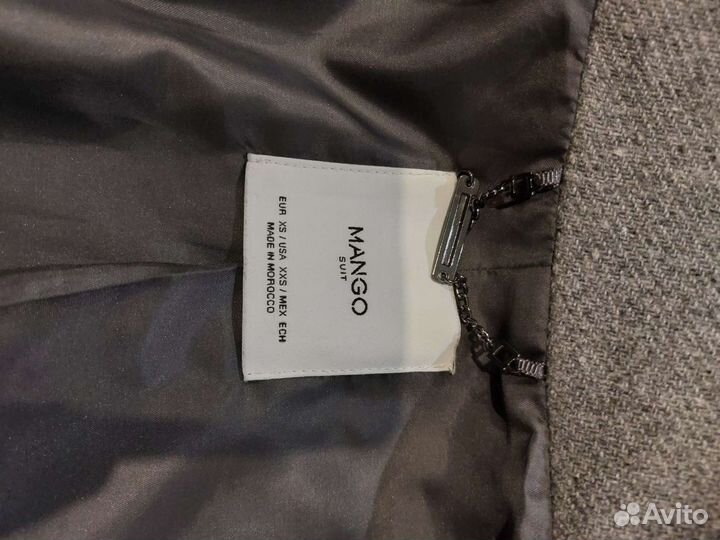 MANGO
SUIT
EUR XS / USA XXS / MEX ECH
MADE IN MOROCCO
Avito